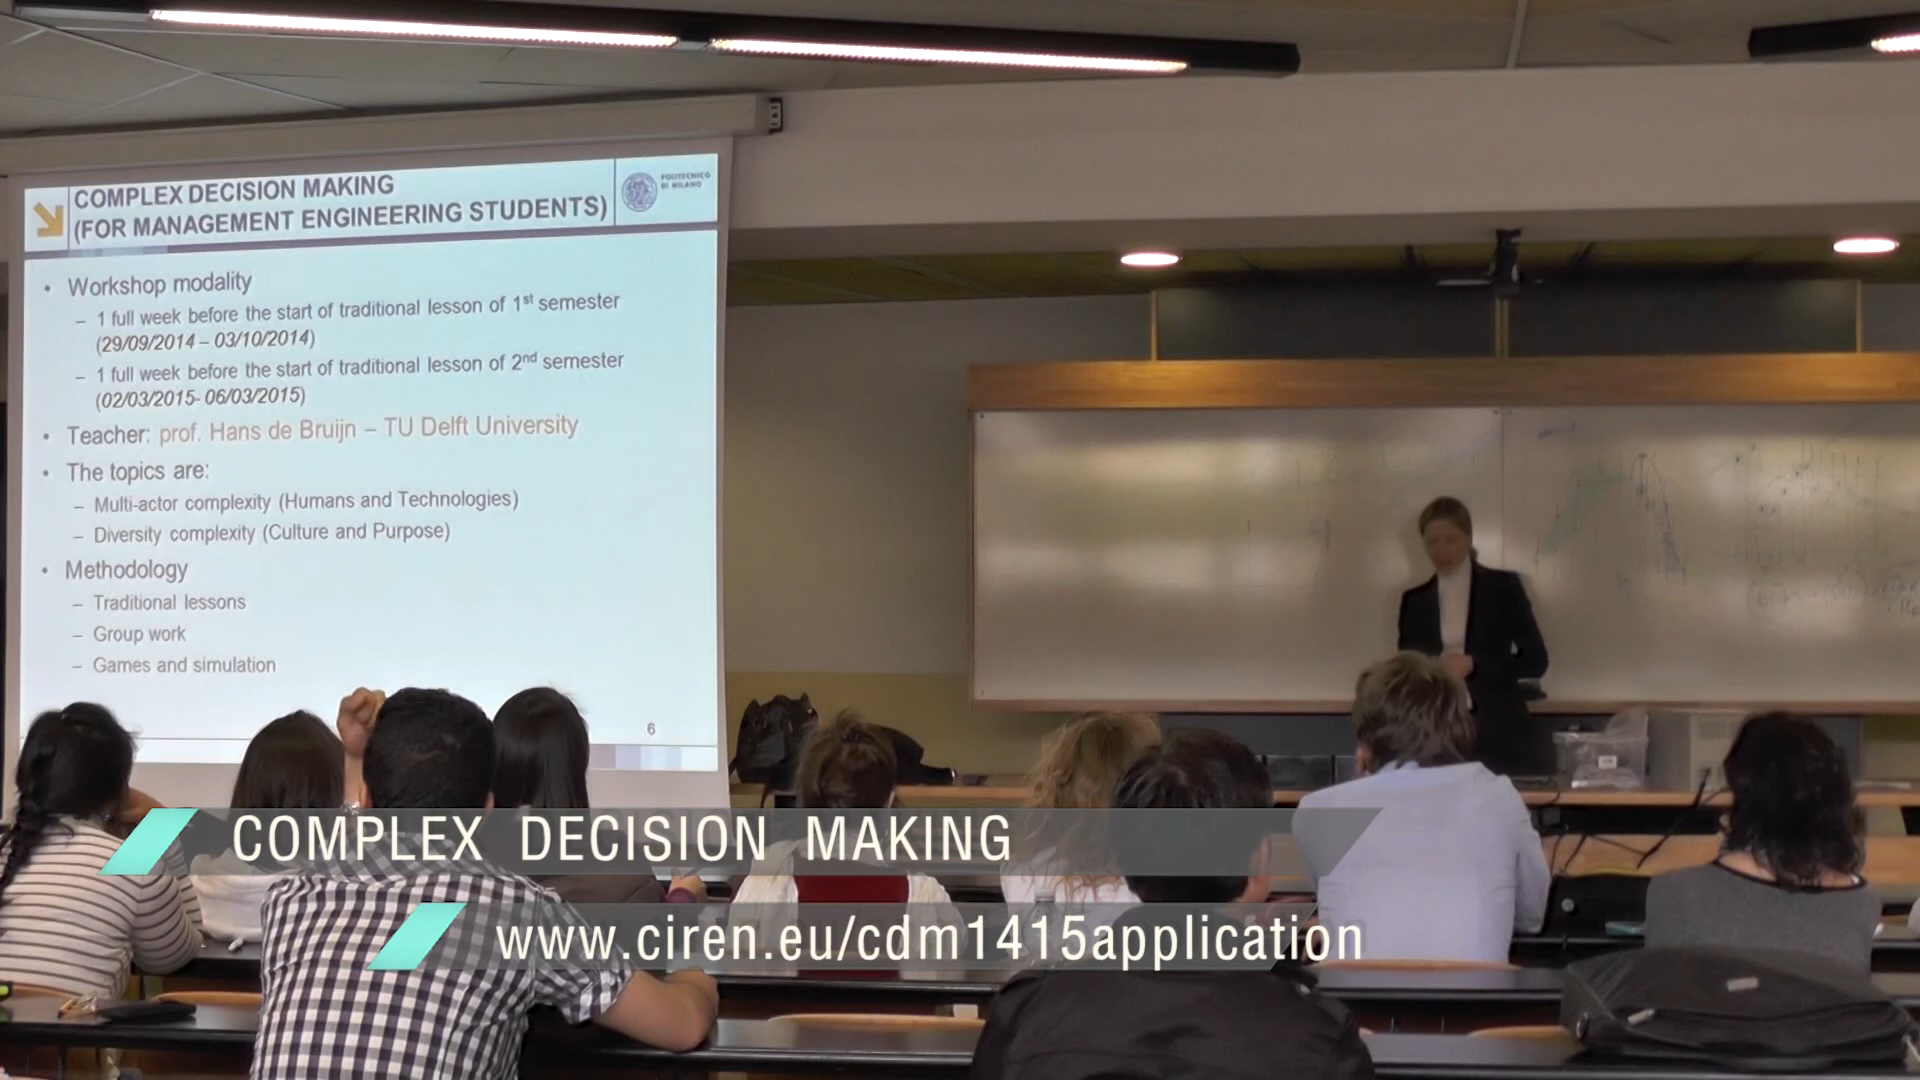 COMPLEX DECISION MAKING
(FOR MANAGEMENT ENGINEERING STUDENTS)
POLITECNICO
DI MILANO
• Workshop modality
– 1 full week before the start of traditional lesson of 1st semester
(29/09/2014 – 03/10/2014)
– 1 full week before the start of traditional lesson of 2nd semester
(02/03/2015- 06/03/2015)
• Teacher: prof. Hans de Bruijn – TU Delft University
• The topics are:
– Multi-actor complexity (Humans and Technologies)
– Diversity complexity (Culture and Purpose)
• Methodology
– Traditional lessons
– Group work
– Games and simulation
6
COMPLEX DECISION MAKING
www.ciren.eu/cdm1415application